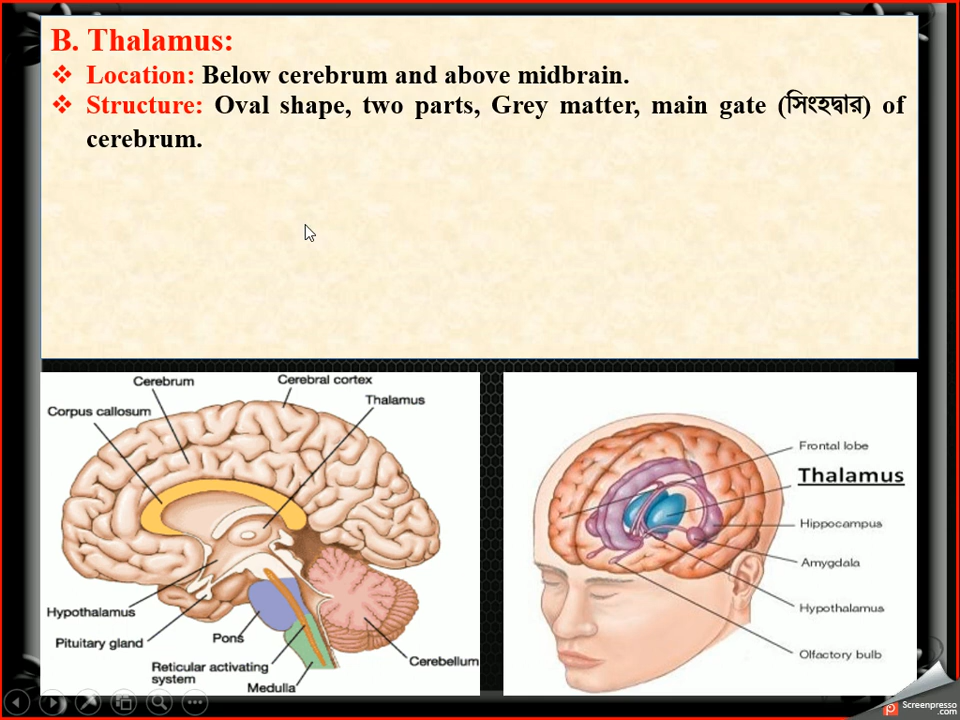 B. Thalamus:
❖ Location: Below cerebrum and above midbrain.
❖ Structure: Oval shape, two parts, Grey matter, main gate (সিংহদ্বার) of
cerebrum.
Cerebrum
Cerebral cortex
Thalamus
Corpus callosum
Hypothalamus
Pituitary gland
Pons
Reticular activating
system
Medulla
Cerebellum
Frontal lobe
Thalamus
Hippocampus
Amygdala
Hypothalamus
Olfactory bulb
Screenpresso
.com